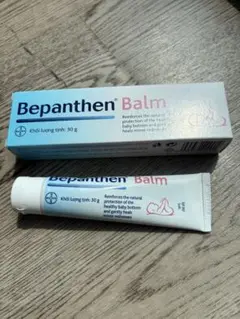 Bepanthen® Balm
Reinforces the natural
protection of the healthy
baby bottom and gently
heals minor redness
Khối lượng tịnh: 30 g
Bepanthen® Balm
Khối lượng tịnh: 30 g
Reinforces the natural
protection of the
healthy baby bottom
and gently heals
minor redness